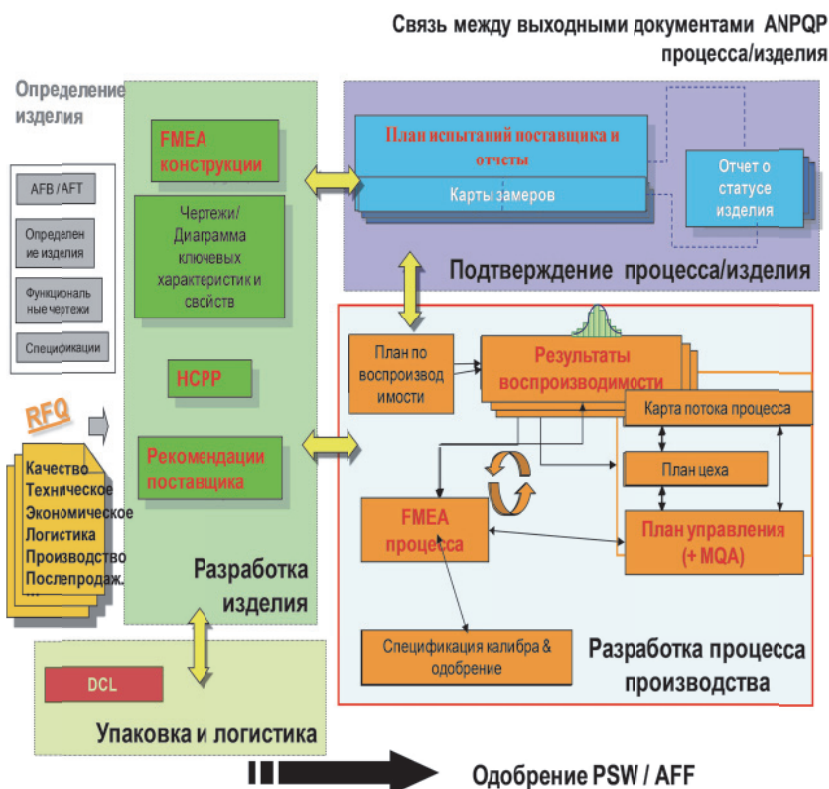 Связь между выходными документами ANPQP
процесса/изделия
Определение
изделия
AFB /AFT
Определен
ие изделия
Функциональ
ные чертежи
Спецификации
RFQ
Качество
Техническое
Экономическое
Логистика
Производство
Послепродаж.
...
FMEA
конструкции
Чертежи/
Диаграмма
ключевых
характеристик и
свойств
HCPP
Рекомендации
поставщика
Разработка
изделия
План испытаний поставщика и
отчеты
Карты замеров
Отчет о
статусе
изделия
Подтверждение процесса/изделия
План по
воспроизвод
имости
Результаты
воспроизводимости
Карта потока процесса
План цеха
FMEA
процесса
План управления
(+ MQA)
Спецификация калибра &
одобрение
Разработка процесса
производства
DCL
Упаковка и логистика
Одобрение PSW / AFF